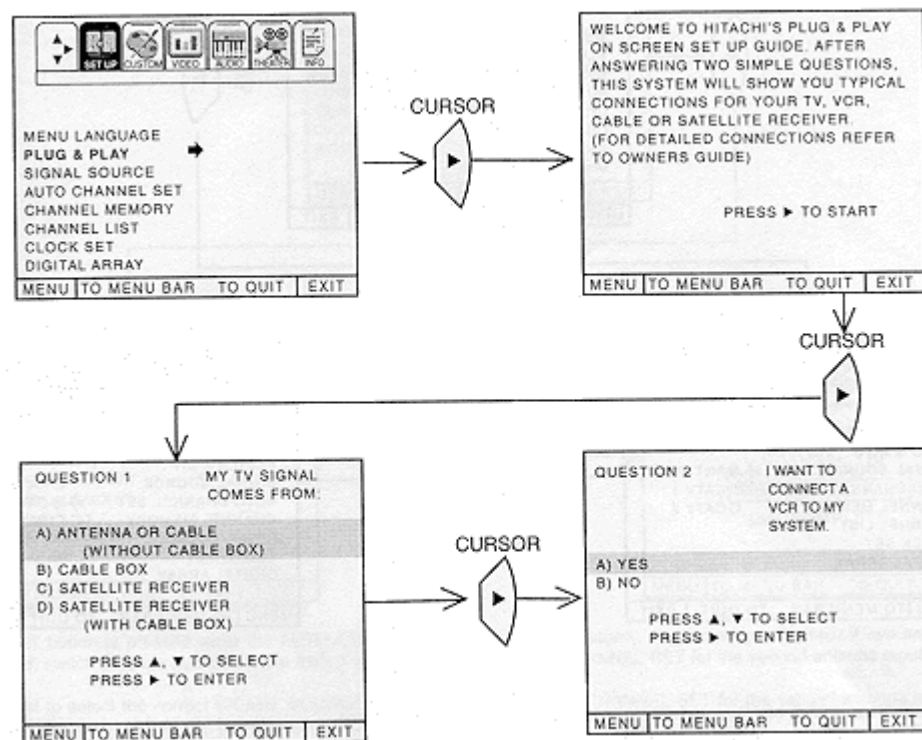 SET UP CUSTOM VIDEO AUDIO THEATER INFO
MENU LANGUAGE
PLUG & PLAY
SIGNAL SOURCE
AUTO CHANNEL SET
CHANNEL MEMORY
CHANNEL LIST
CLOCK SET
DIGITAL ARRAY
MENU TO MENU BAR TO QUIT EXIT
CURSOR
WELCOME TO HITACHI'S PLUG & PLAY
ON SCREEN SET UP GUIDE. AFTER
ANSWERING TWO SIMPLE QUESTIONS,
THIS SYSTEM WILL SHOW YOU TYPICAL
CONNECTIONS FOR YOUR TV, VCR,
CABLE OR SATELLITE RECEIVER.
(FOR DETAILED CONNECTIONS REFER
TO OWNERS GUIDE)
PRESS ▶ TO START
MENU TO MENU BAR TO QUIT EXIT
CURSOR
QUESTION 1 MY TV SIGNAL
COMES FROM:
A) ANTENNA OR CABLE
(WITHOUT CABLE BOX)
B) CABLE BOX
C) SATELLITE RECEIVER
D) SATELLITE RECEIVER
(WITH CABLE BOX)
PRESS ▲, ▼ TO SELECT
PRESS ▶ TO ENTER
MENU TO MENU BAR TO QUIT EXIT
CURSOR
QUESTION 2 I WANT TO
CONNECT A
VCR TO MY
SYSTEM.
A) YES
B) NO
PRESS ▲, ▼ TO SELECT
PRESS ▶ TO ENTER
MENU TO MENU BAR TO QUIT EXIT